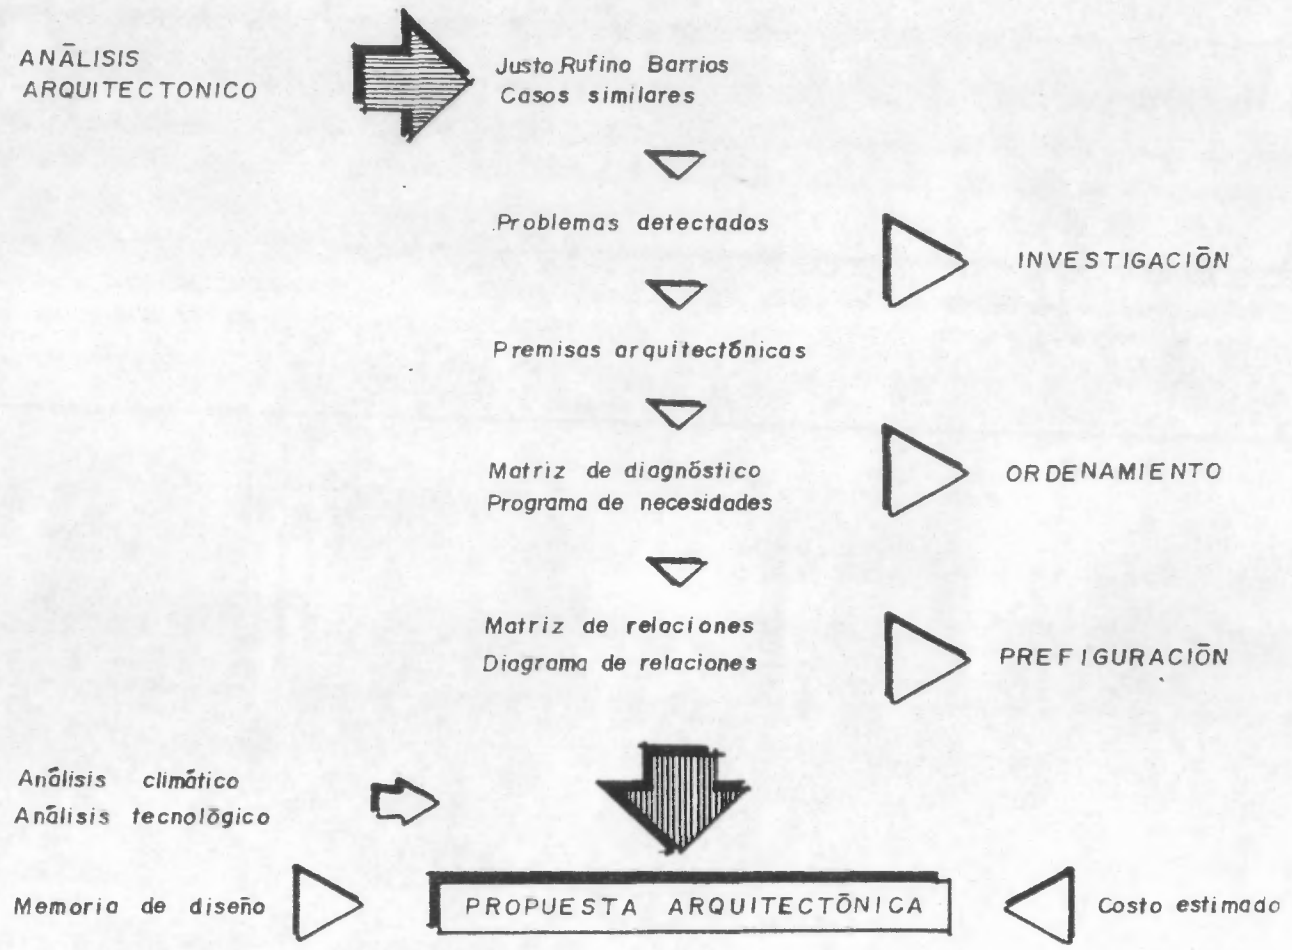 ANÁLISIS
ARQUITECTONICO
Justo Rufino Barrios
Casos similares
Problemas detectados
INVESTIGACIÓN
Premisas arquitectónicas
Matriz de diagnóstico
Programa de necesidades
ORDENAMIENTO
Matriz de relaciones
Diagrama de relaciones
PREFIGURACIÓN
Análisis climático
Análisis tecnológico
Memoria de diseño
PROPUESTA ARQUITECTÓNICA
Costo estimado